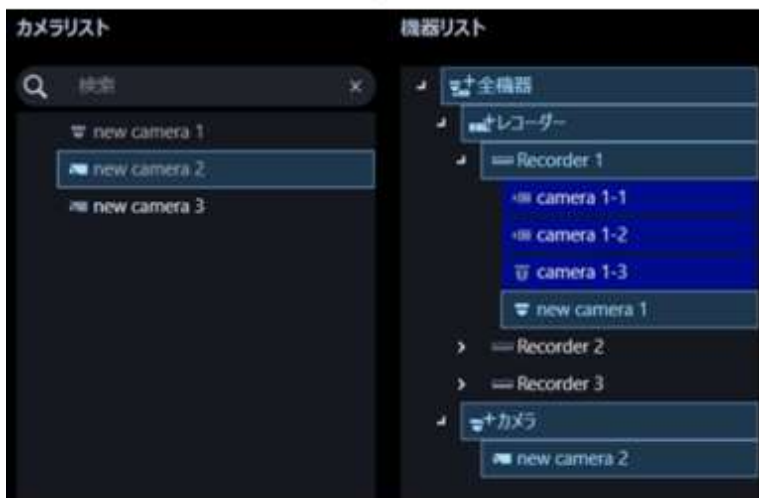 カメラリスト
検索
new camera 1
new camera 2
new camera 3
機器リスト
全機器
レコーダー
Recorder 1
camera 1-1
camera 1-2
camera 1-3
new camera 1
Recorder 2
Recorder 3
カメラ
new camera 2